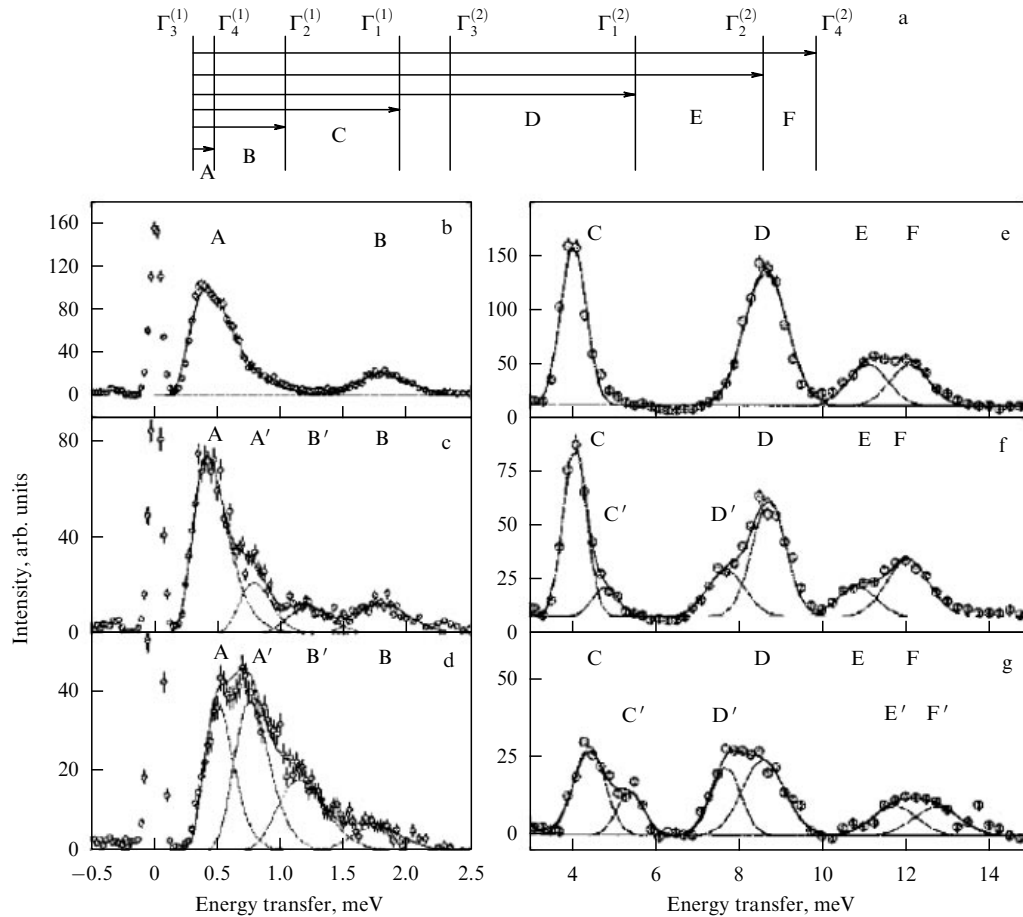 Γ₃⁽¹⁾ Γ₄⁽¹⁾ Γ₂⁽¹⁾ Γ₁⁽¹⁾ Γ₃⁽²⁾ Γ₁⁽²⁾ Γ₂⁽²⁾ Γ₄⁽²⁾ a
A B C D E F
160 A B b
120
80
40
0
80 A A′ B′ B c
40
0
A A′ B′ B d
40
20
0
−0.5 0 0.5 1.0 1.5 2.0 2.5
Energy transfer, meV
Intensity, arb. units
C D E F e
150
100
50
0
C D E F f
75
C′ D′
50
25
0
C D E F g
50
C′ D′ E′ F′
25
0
4 6 8 10 12 14
Energy transfer, meV